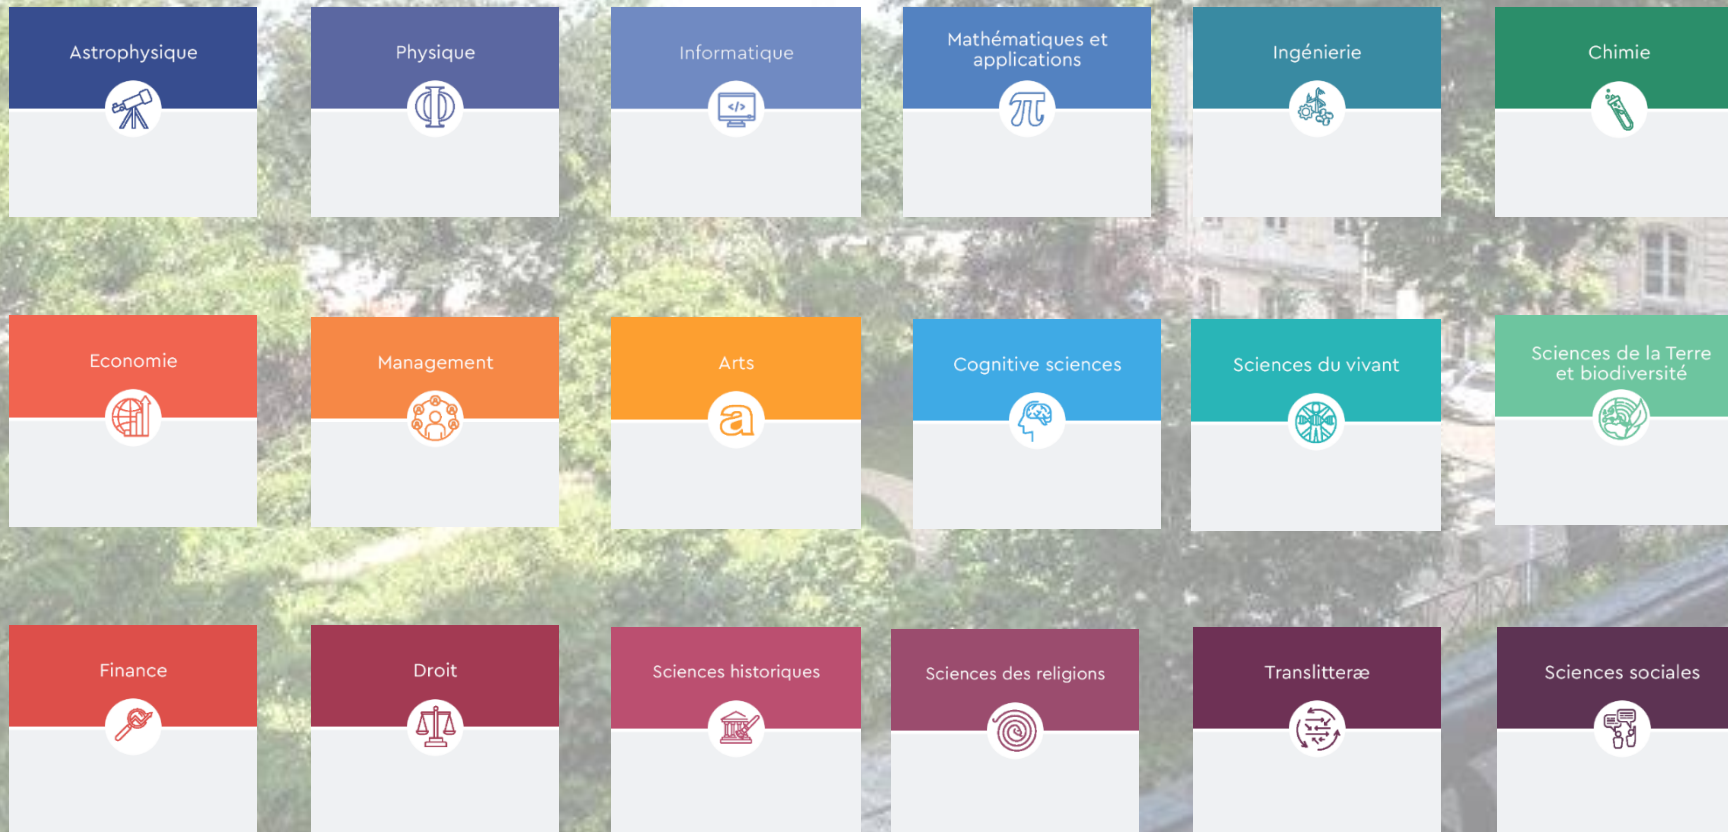 Astrophysique
Physique
Informatique
Mathématiques et
applications
Ingénierie
Chimie
Economie
Management
Arts
Cognitive sciences
Sciences du vivant
Sciences de la Terre
et biodiversité
Finance
Droit
Sciences historiques
Sciences des religions
Translitteræ
Sciences sociales